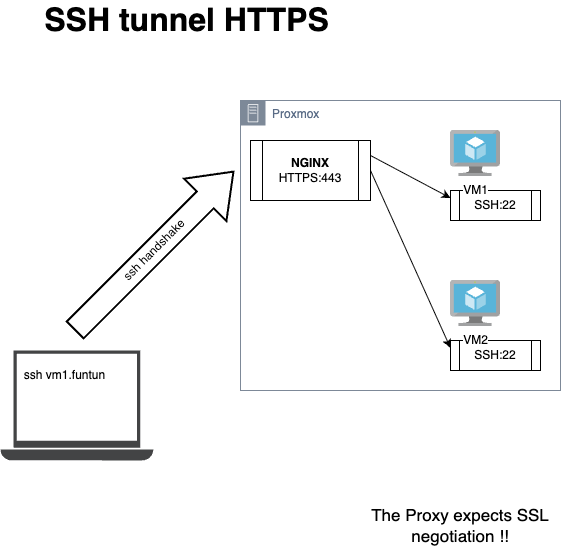 SSH tunnel HTTPS
Proxmox
NGINX
HTTPS:443
VM1
SSH:22
ssh handshake
VM2
SSH:22
ssh vm1.funtun
The Proxy expects SSL
negotiation !!